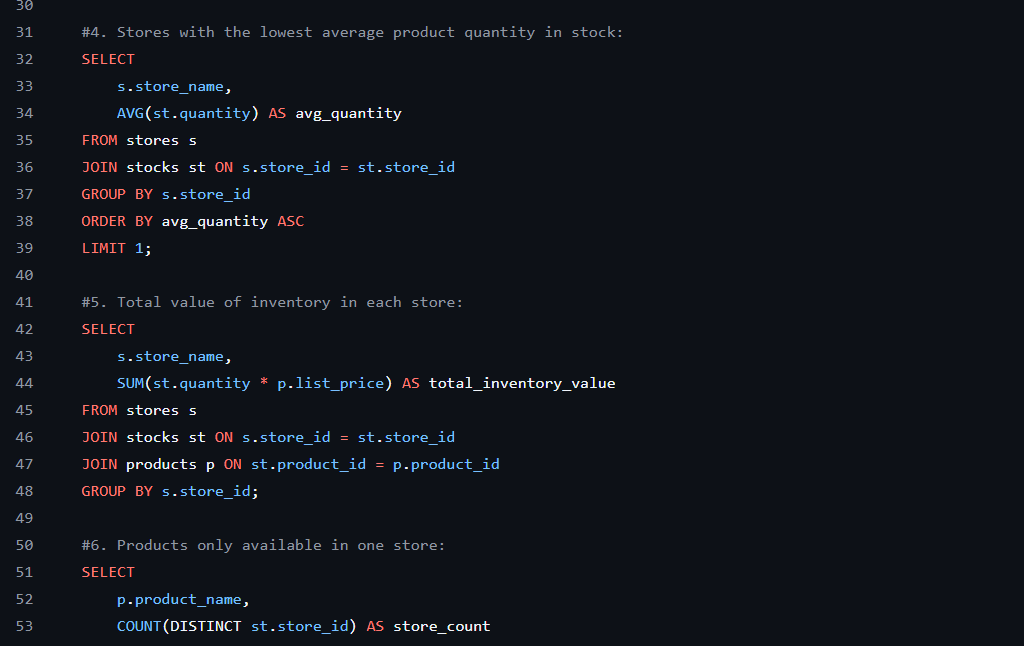 30
31 #4. Stores with the lowest average product quantity in stock:
32 SELECT
33 s.store_name,
34 AVG(st.quantity) AS avg_quantity
35 FROM stores s
36 JOIN stocks st ON s.store_id = st.store_id
37 GROUP BY s.store_id
38 ORDER BY avg_quantity ASC
39 LIMIT 1;
40
41 #5. Total value of inventory in each store:
42 SELECT
43 s.store_name,
44 SUM(st.quantity * p.list_price) AS total_inventory_value
45 FROM stores s
46 JOIN stocks st ON s.store_id = st.store_id
47 JOIN products p ON st.product_id = p.product_id
48 GROUP BY s.store_id;
49
50 #6. Products only available in one store:
51 SELECT
52 p.product_name,
53 COUNT(DISTINCT st.store_id) AS store_count